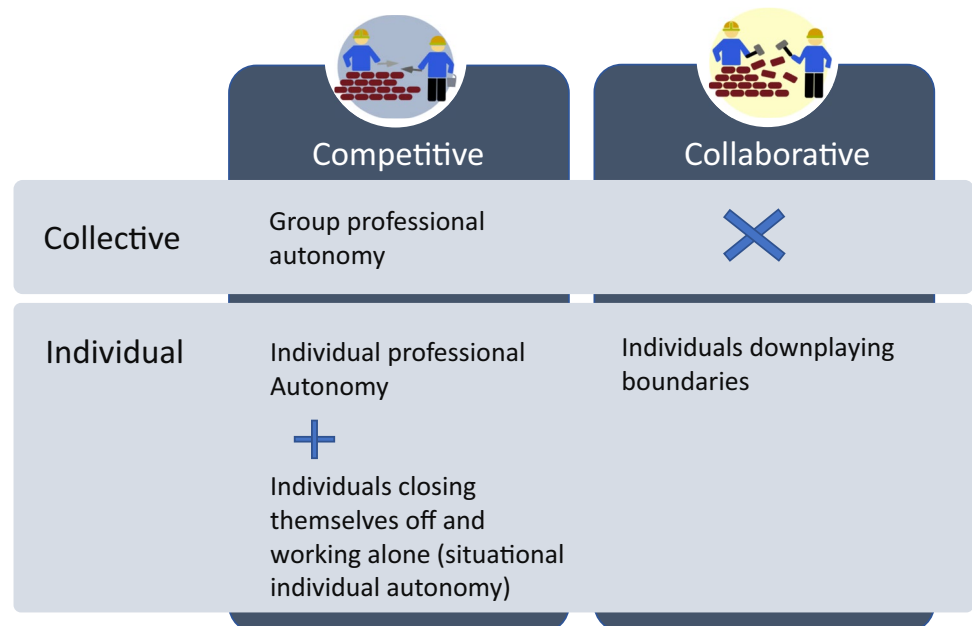 Competitive
Collaborative
Collective
Group professional
autonomy
Individual
Individual professional
Autonomy
Individuals closing
themselves off and
working alone (situational
individual autonomy)
Individuals downplaying
boundaries